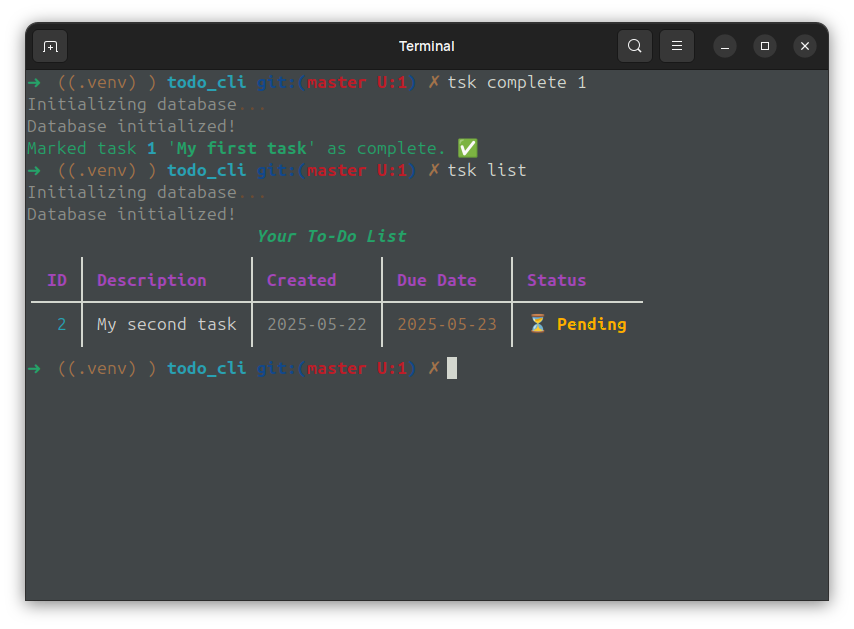 Terminal
➜  ((.venv) ) todo_cli git:(master U:1) ✗ tsk complete 1
Initializing database...
Database initialized!
Marked task 1 'My first task' as complete. ✅
➜  ((.venv) ) todo_cli git:(master U:1) ✗ tsk list
Initializing database...
Database initialized!
Your To-Do List
ID Description Created Due Date Status
2 My second task 2025-05-22 2025-05-23 ⏳ Pending
➜  ((.venv) ) todo_cli git:(master U:1) ✗